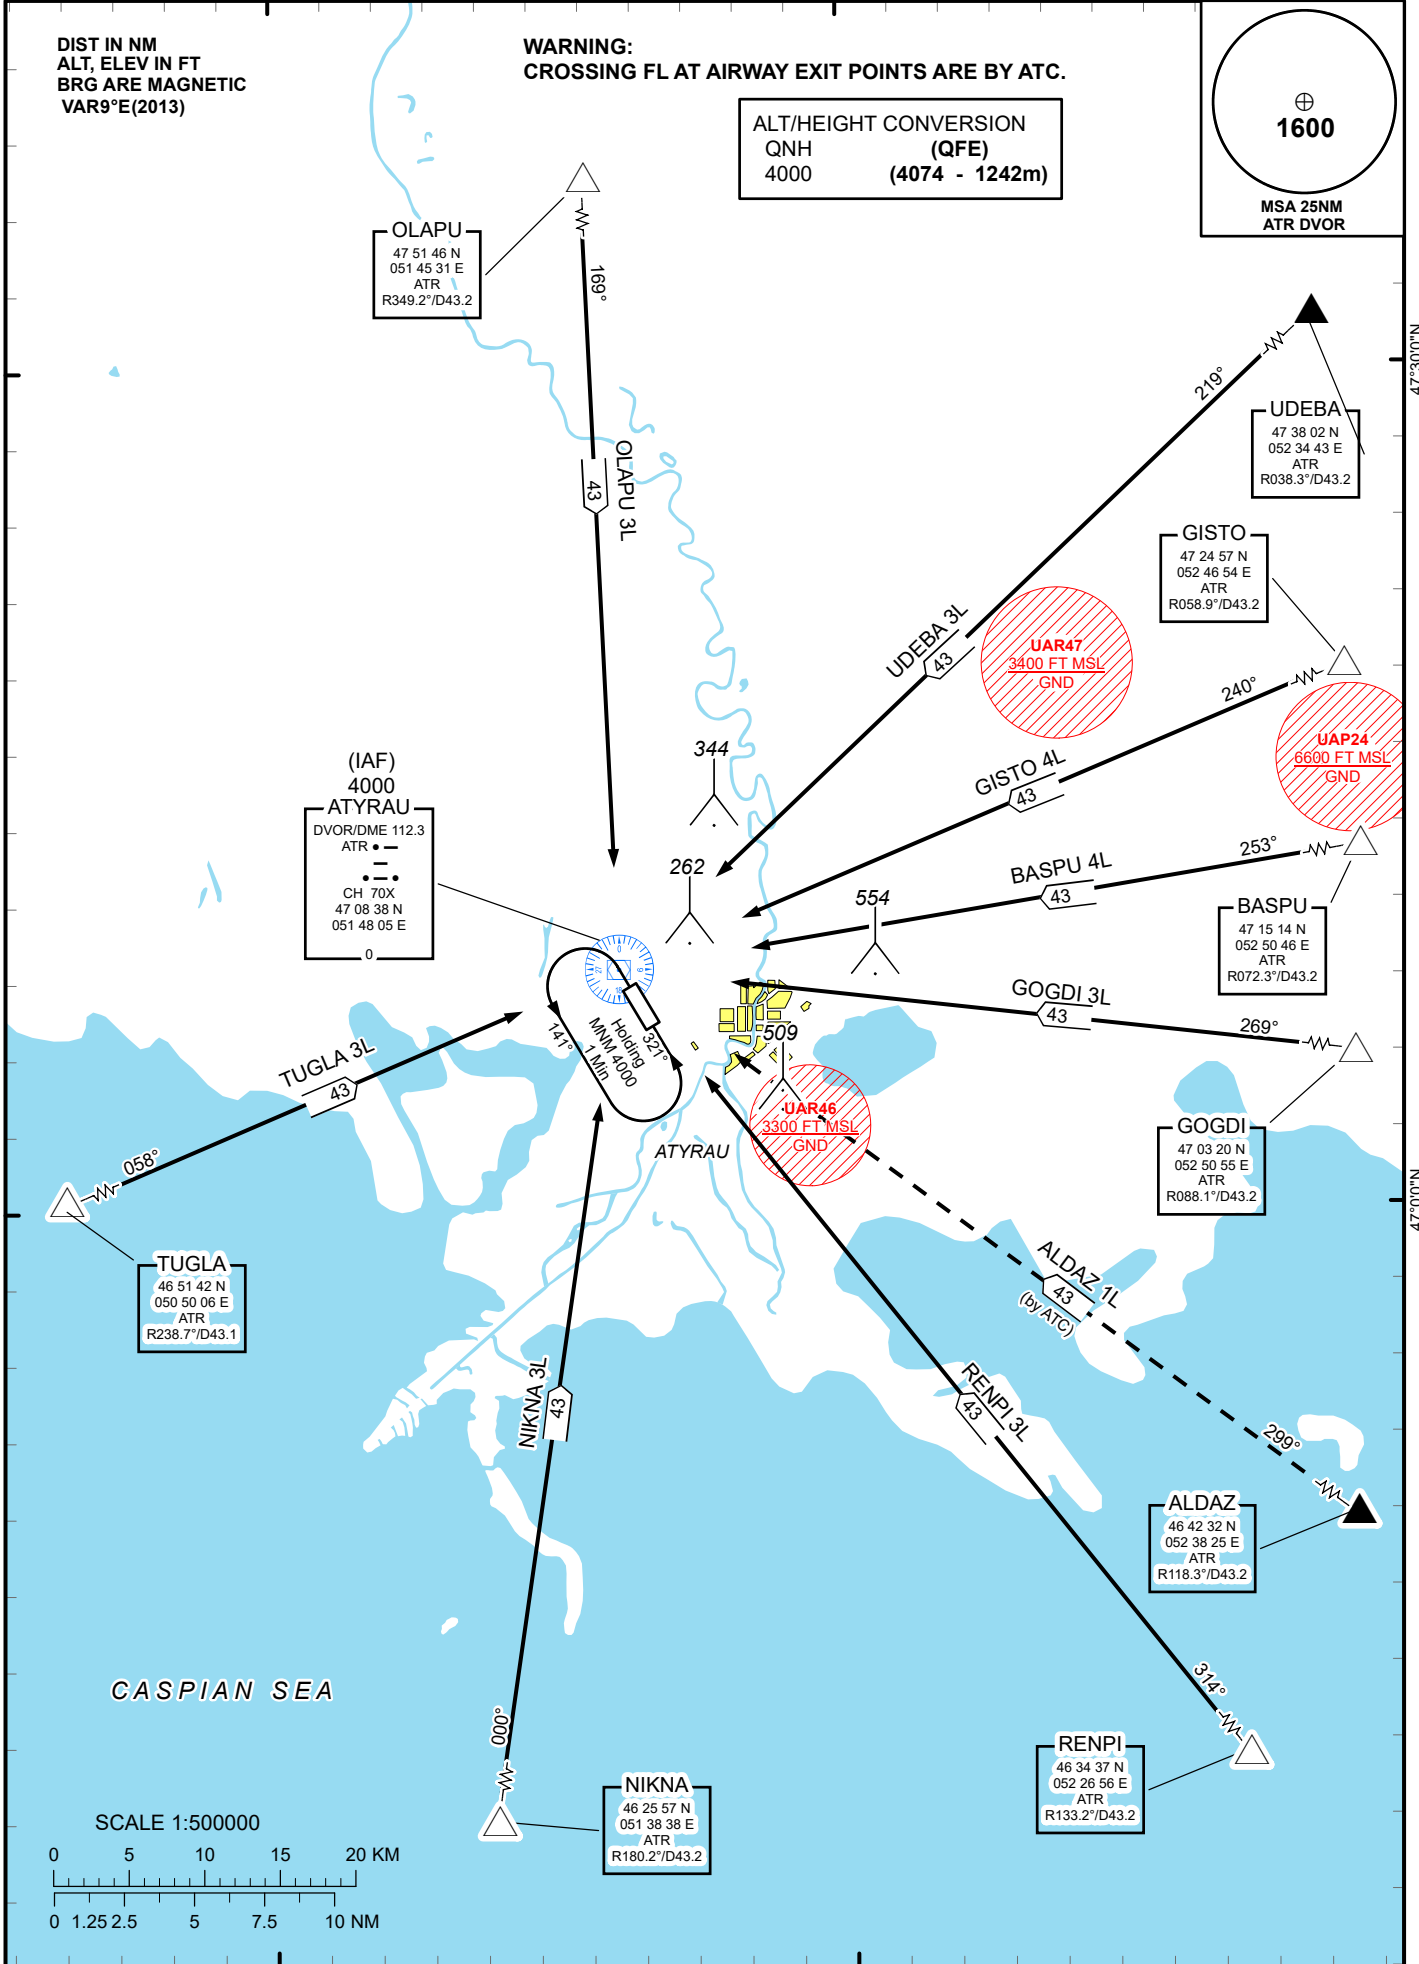 DIST IN NM
ALT, ELEV IN FT
BRG ARE MAGNETIC
VAR9°E(2013)
WARNING:
CROSSING FL AT AIRWAY EXIT POINTS ARE BY ATC.
ALT/HEIGHT CONVERSION
QNH (QFE)
4000 (4074 - 1242m)
1600
MSA 25NM
ATR DVOR
OLAPU
47 51 46 N
051 45 31 E
ATR
R349.2°/D43.2
169°
43
OLAPU 3L
47°30'0"N
219°
UDEBA
47 38 02 N
052 34 43 E
ATR
R038.3°/D43.2
UDEBA 3L
43
GISTO
47 24 57 N
052 46 54 E
ATR
R058.9°/D43.2
UAR47
3400 FT MSL
GND
240°
GISTO 4L
43
UAP24
6600 FT MSL
GND
344
(IAF)
4000
ATYRAU
DVOR/DME 112.3
ATR
CH 70X
47 08 38 N
051 48 05 E
0
262
554
253°
BASPU 4L
43
BASPU
47 15 14 N
052 50 46 E
ATR
R072.3°/D43.2
0
9
18
27
GOGDI 3L
43
269°
GOGDI
47 03 20 N
052 50 55 E
ATR
R088.1°/D43.2
141°
Holding
MNM 4000
1 Min
321°
509
TUGLA 3L
43
058°
UAR46
3300 FT MSL
GND
ATYRAU
47°0'0"N
TUGLA
46 51 42 N
050 50 06 E
ATR
R238.7°/D43.1
ALDAZ 1L
43
(by ATC)
NIKNA 3L
43
RENPI 3L
43
299°
ALDAZ
46 42 32 N
052 38 25 E
ATR
R118.3°/D43.2
CASPIAN SEA
000°
314°
RENPI
46 34 37 N
052 26 56 E
ATR
R133.2°/D43.2
NIKNA
46 25 57 N
051 38 38 E
ATR
R180.2°/D43.2
SCALE 1:500000
0 5 10 15 20 KM
0 1.25 2.5 5 7.5 10 NM